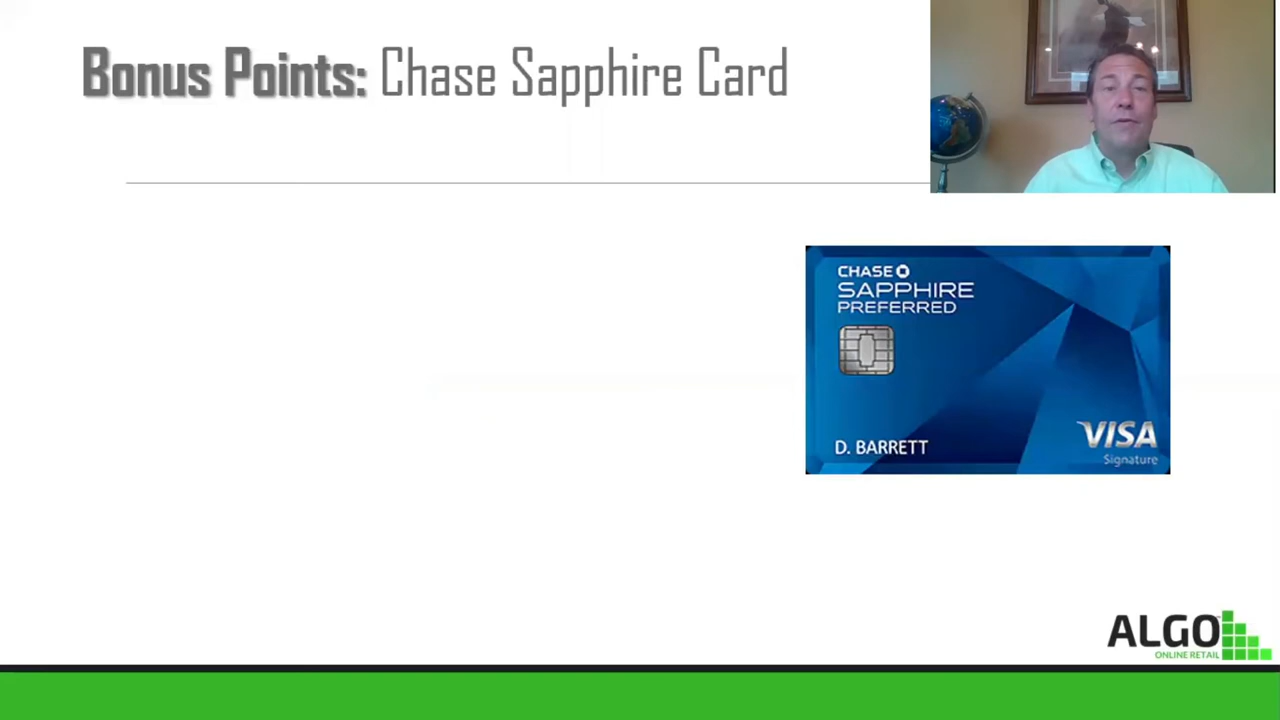 Bonus Points: Chase Sapphire Card
CHASE
SAPPHIRE
PREFERRED
D. BARRETT
VISA
Signature
ALGO
ONLINE RETAIL